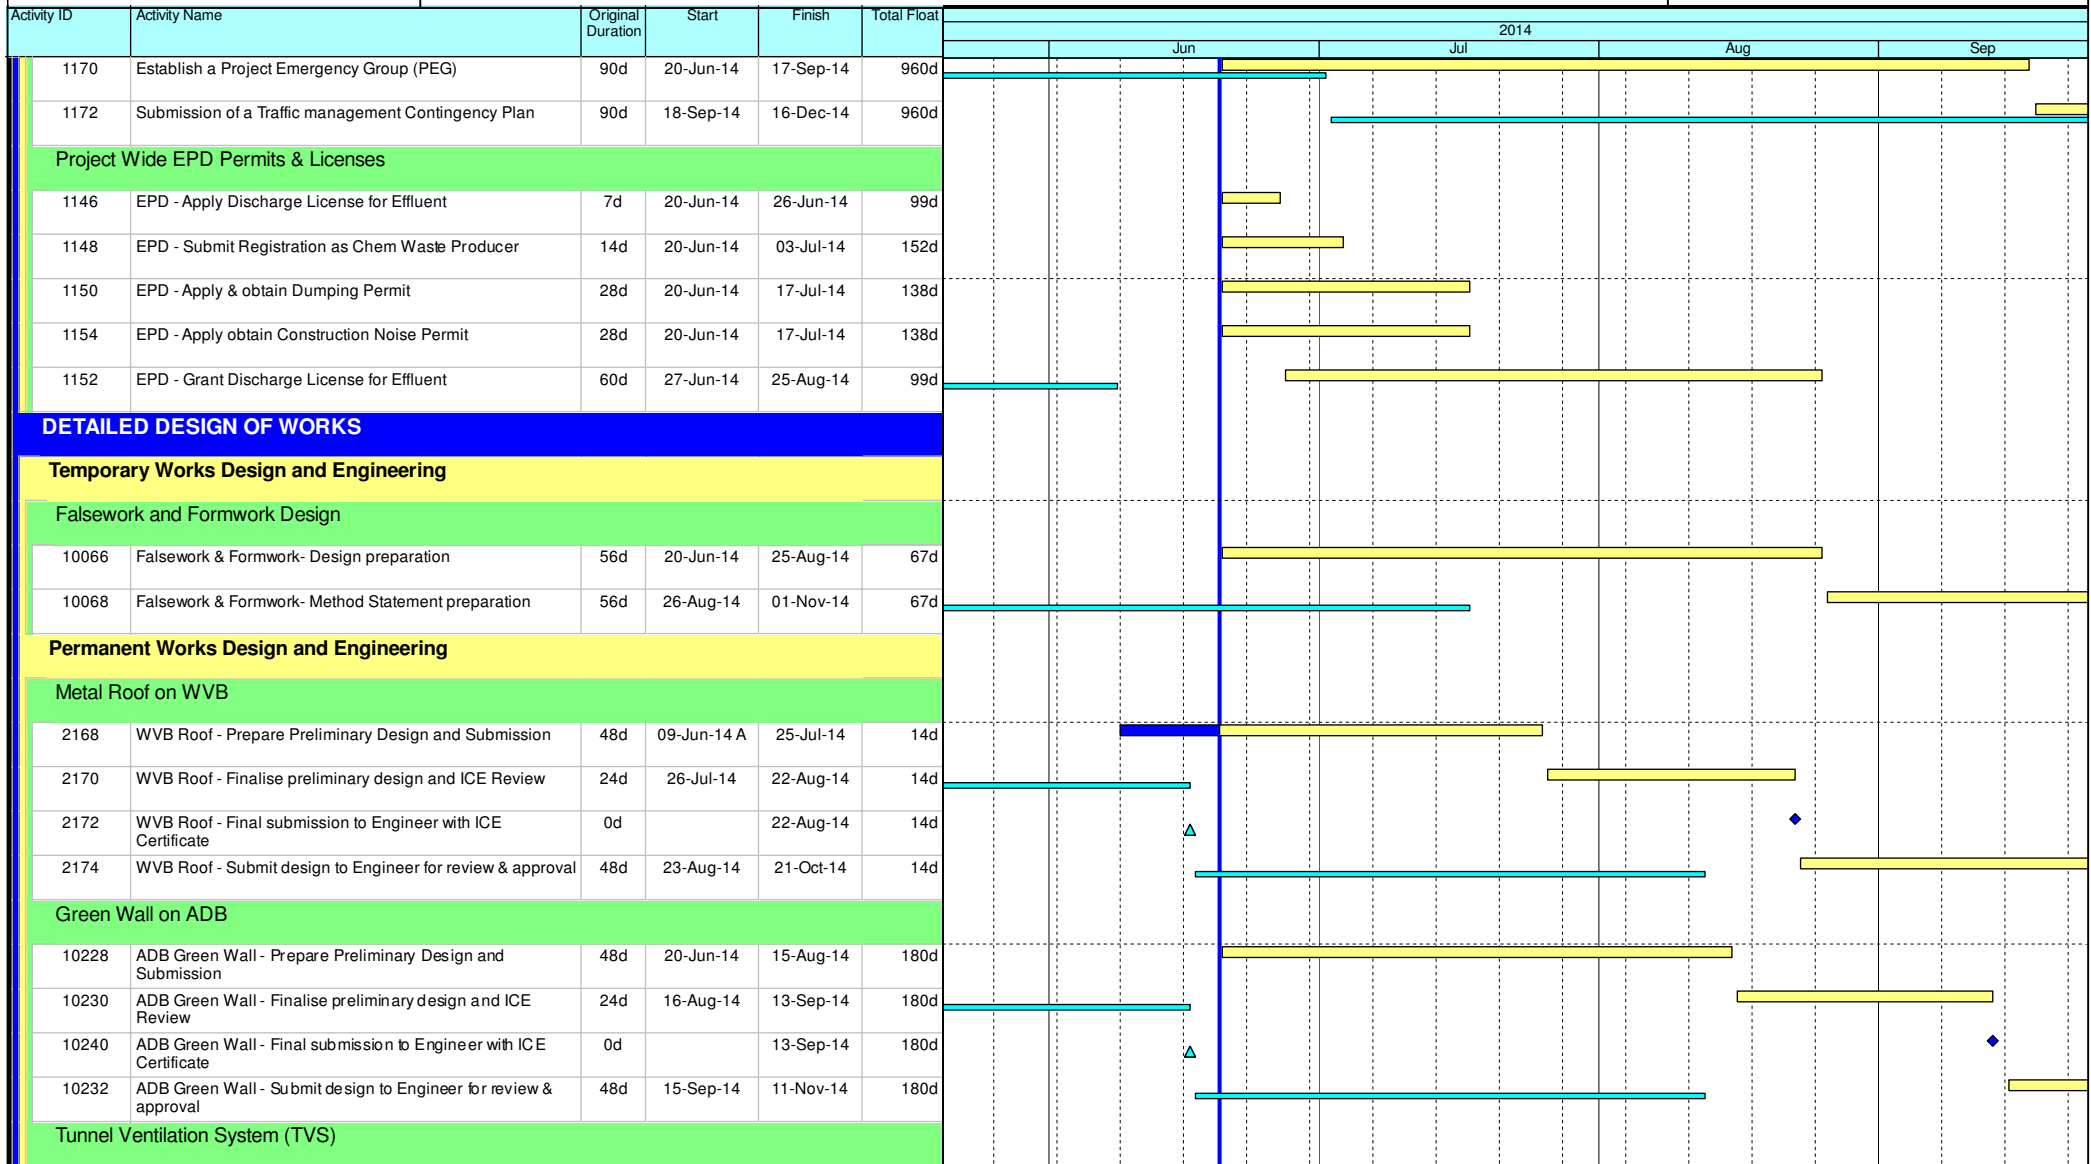 Activity ID Activity Name Original Duration Start Finish Total Float
2014
Jun Jul Aug Sep
1170 Establish a Project Emergency Group (PEG) 90d 20-Jun-14 17-Sep-14 960d
1172 Submission of a Traffic management Contingency Plan 90d 18-Sep-14 16-Dec-14 960d
Project Wide EPD Permits & Licenses
1146 EPD - Apply Discharge License for Effluent 7d 20-Jun-14 26-Jun-14 99d
1148 EPD - Submit Registration as Chem Waste Producer 14d 20-Jun-14 03-Jul-14 152d
1150 EPD - Apply & obtain Dumping Permit 28d 20-Jun-14 17-Jul-14 138d
1154 EPD - Apply obtain Construction Noise Permit 28d 20-Jun-14 17-Jul-14 138d
1152 EPD - Grant Discharge License for Effluent 60d 27-Jun-14 25-Aug-14 99d
DETAILED DESIGN OF WORKS
Temporary Works Design and Engineering
Falsework and Formwork Design
10066 Falsework & Formwork- Design preparation 56d 20-Jun-14 25-Aug-14 67d
10068 Falsework & Formwork- Method Statement preparation 56d 26-Aug-14 01-Nov-14 67d
Permanent Works Design and Engineering
Metal Roof on WVB
2168 WVB Roof - Prepare Preliminary Design and Submission 48d 09-Jun-14 A 25-Jul-14 14d
2170 WVB Roof - Finalise preliminary design and ICE Review 24d 26-Jul-14 22-Aug-14 14d
2172 WVB Roof - Final submission to Engineer with ICE 0d 22-Aug-14 14d
Certificate
2174 WVB Roof - Submit design to Engineer for review & approval 48d 23-Aug-14 21-Oct-14 14d
Green Wall on ADB
10228 ADB Green Wall - Prepare Preliminary Design and 48d 20-Jun-14 15-Aug-14 180d
Submission
10230 ADB Green Wall - Finalise preliminary design and ICE 24d 16-Aug-14 13-Sep-14 180d
Review
10240 ADB Green Wall - Final submission to Engineer with ICE 0d 13-Sep-14 180d
Certificate
10232 ADB Green Wall - Submit design to Engineer for review & 48d 15-Sep-14 11-Nov-14 180d
approval
Tunnel Ventilation System (TVS)